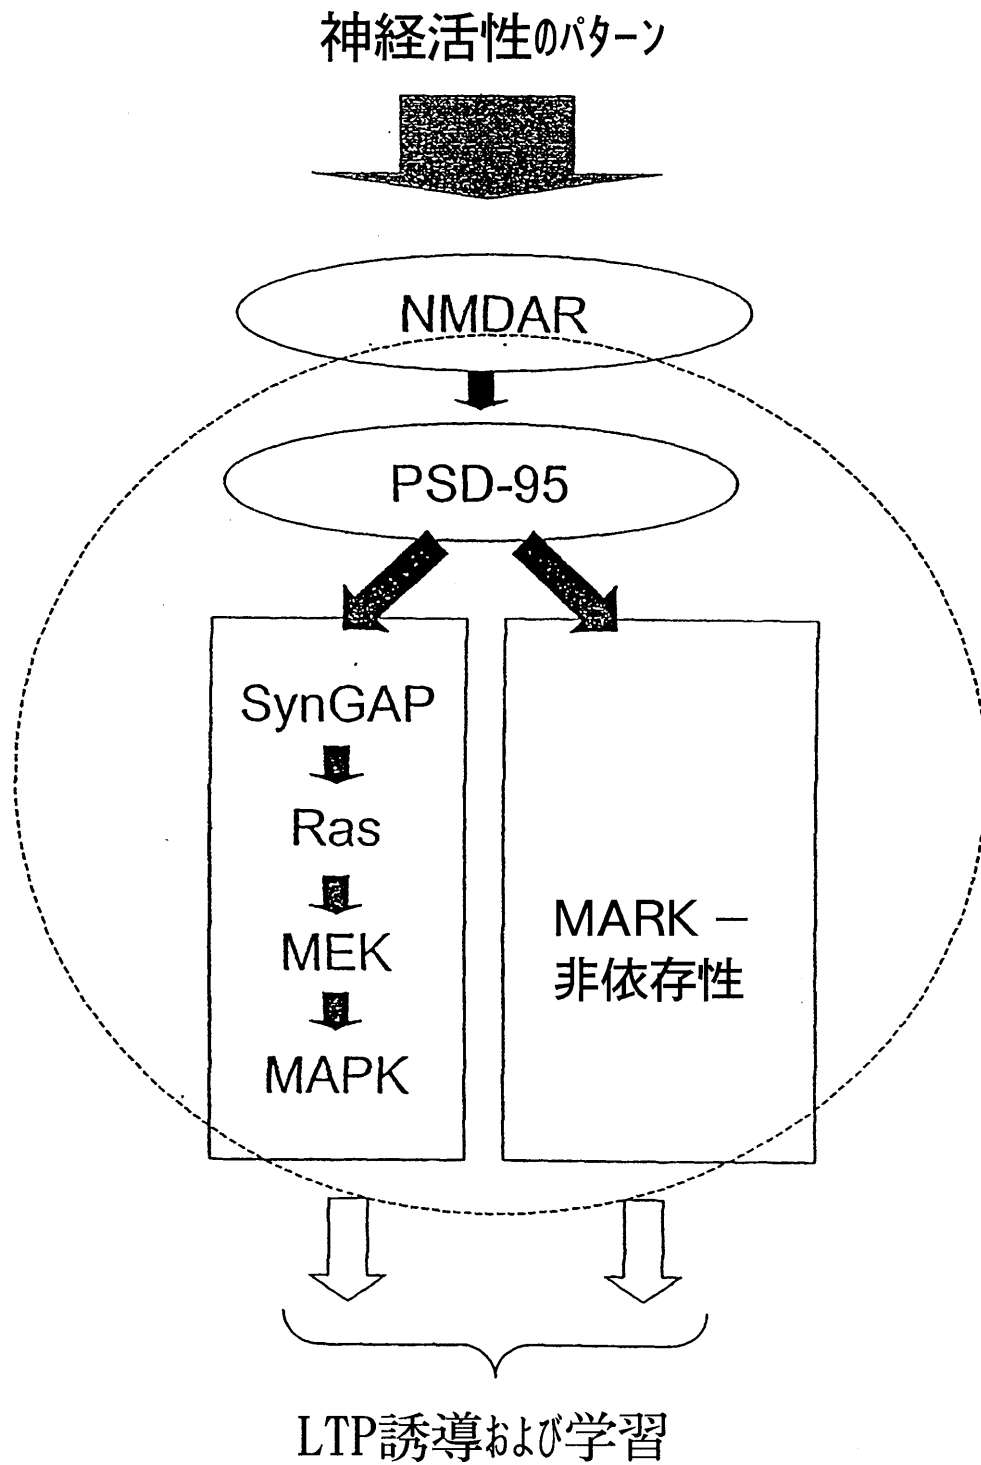 神経活性のパターン
NMDAR
PSD-95
SynGAP
Ras
MEK
MAPK
MARK －
非依存性
LTP誘導および学習